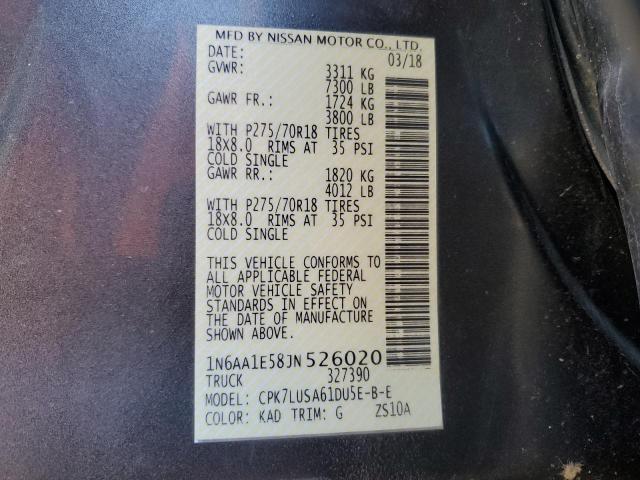 MFD BY NISSAN MOTOR CO., LTD.
DATE: 03/18
GVWR: 3311 KG
7300 LB
GAWR FR.: 1724 KG
3800 LB
WITH P275/70R18 TIRES
18X8.0 RIMS AT 35 PSI
COLD SINGLE
GAWR RR.: 1820 KG
4012 LB
WITH P275/70R18 TIRES
18X8.0 RIMS AT 35 PSI
COLD SINGLE
THIS VEHICLE CONFORMS TO
ALL APPLICABLE FEDERAL
MOTOR VEHICLE SAFETY
STANDARDS IN EFFECT ON
THE DATE OF MANUFACTURE
SHOWN ABOVE.
1N6AA1E58JN526020
TRUCK 327390
MODEL: CPK7LUSA61DU5E-B-E
COLOR: KAD TRIM: G ZS10A